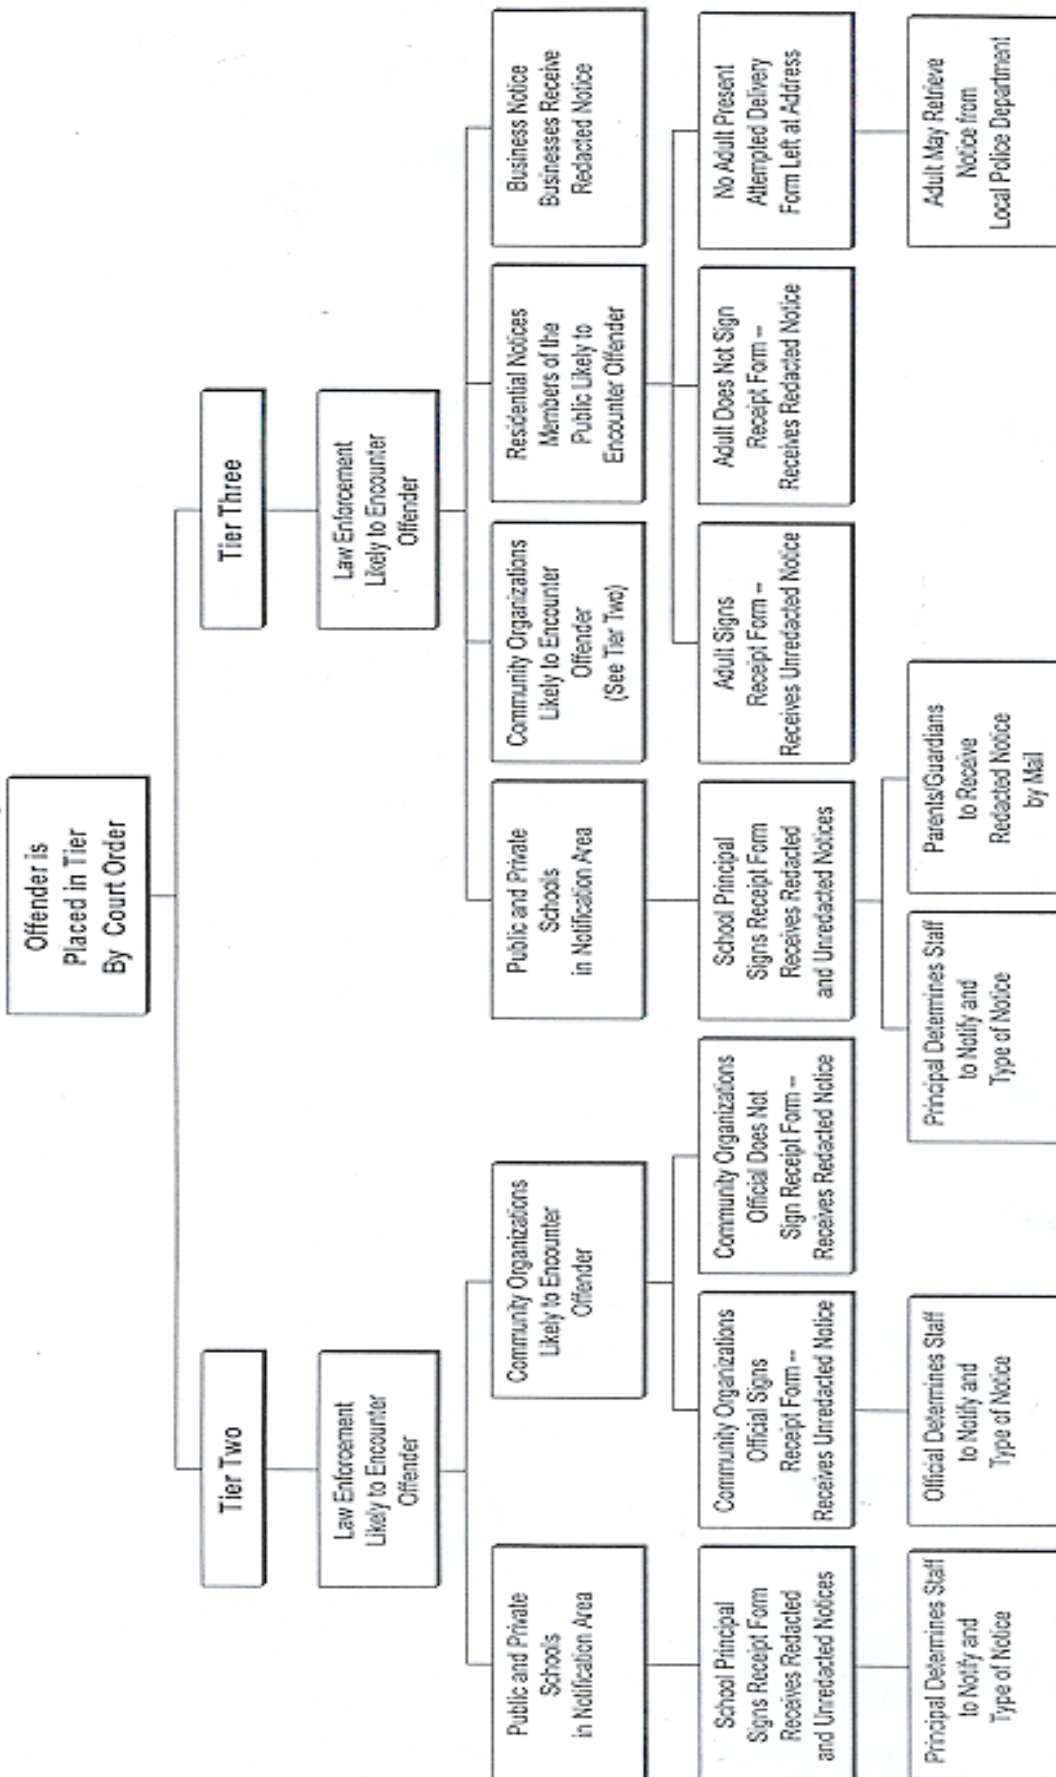 Offender is
Placed in Tier
By Court Order
Tier Two
Tier Three
Law Enforcement
Likely to Encounter
Offender
Law Enforcement
Likely to Encounter
Offender
Public and Private
Schools
in Notification Area
Community Organizations
Likely to Encounter
Offender
Public and Private
Schools
in Notification Area
Community Organizations
Likely to Encounter
Offender
(See Tier Two)
Residential Notices
Members of the
Public Likely to
Encounter Offender
Business Notice
Businesses Receive
Redacted Notice
School Principal
Signs Receipt Form
Receives Redacted
and Unredacted Notices
Community Organizations
Official Signs
Receipt Form --
Receives Unredacted Notice
Community Organizations
Official Does Not
Sign Receipt Form --
Receives Redacted Notice
School Principal
Signs Receipt Form
Receives Redacted
and Unredacted Notices
Adult Signs
Receipt Form --
Receives Unredacted Notice
Adult Does Not Sign
Receipt Form --
Receives Redacted Notice
No Adult Present
Attempted Delivery
Form Left at Address
Principal Determines Staff
to Notify and
Type of Notice
Official Determines Staff
to Notify and
Type of Notice
Principal Determines Staff
to Notify and
Type of Notice
Parents/Guardians
to Receive
Redacted Notice
by Mail
Adult May Retrieve
Notice from
Local Police Department